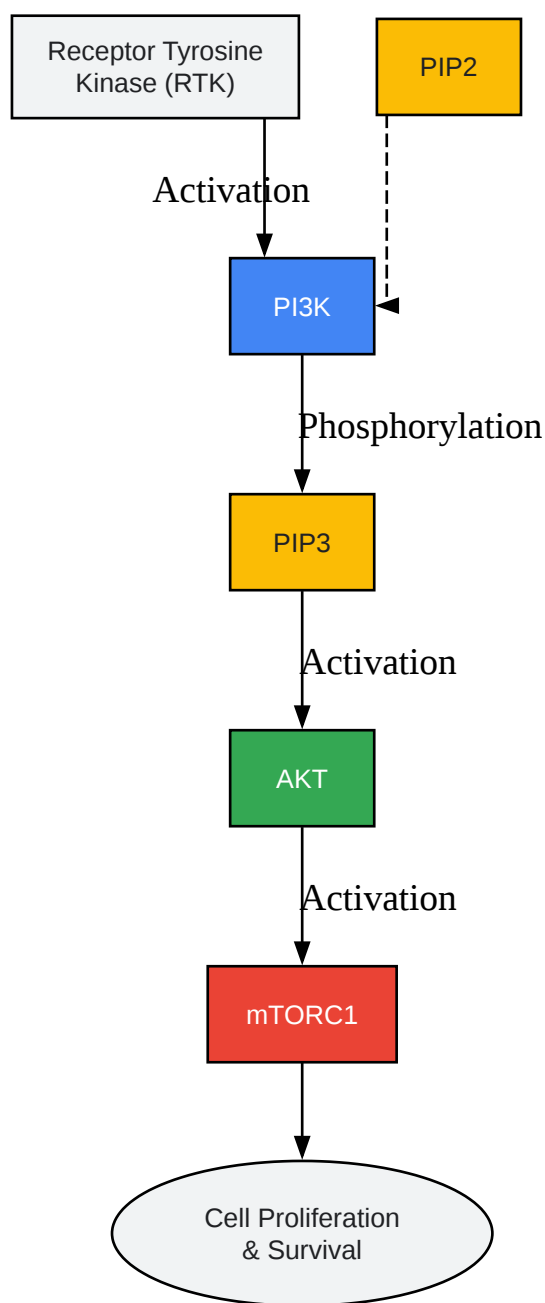 Receptor Tyrosine
Kinase (RTK)
PIP2
Activation
PI3K
Phosphorylation
PIP3
Activation
AKT
Activation
mTORC1
Cell Proliferation
& Survival